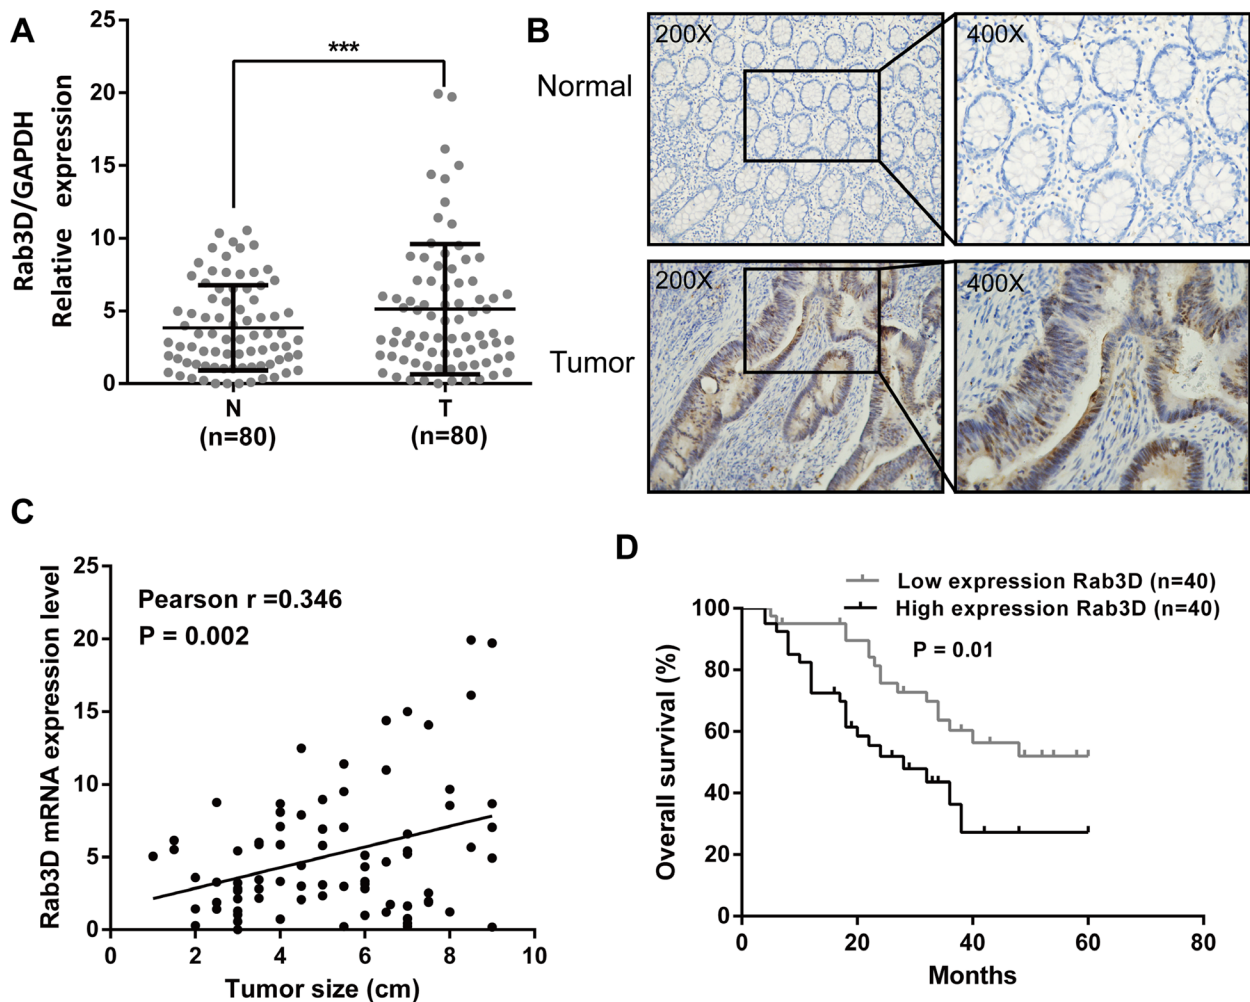 A
Rab3D/GAPDH
Relative expression
25
20
15
10
5
0
***
N
(n=80)
T
(n=80)
B
Normal
200X
400X
Tumor
200X
400X
C
Rab3D mRNA expression level
25
20
15
10
5
0
Pearson r =0.346
P = 0.002
0
2
4
6
8
10
Tumor size (cm)
D
Low expression Rab3D (n=40)
High expression Rab3D (n=40)
P = 0.01
Overall survival (%)
100
80
60
40
20
0
0
20
40
60
80
Months